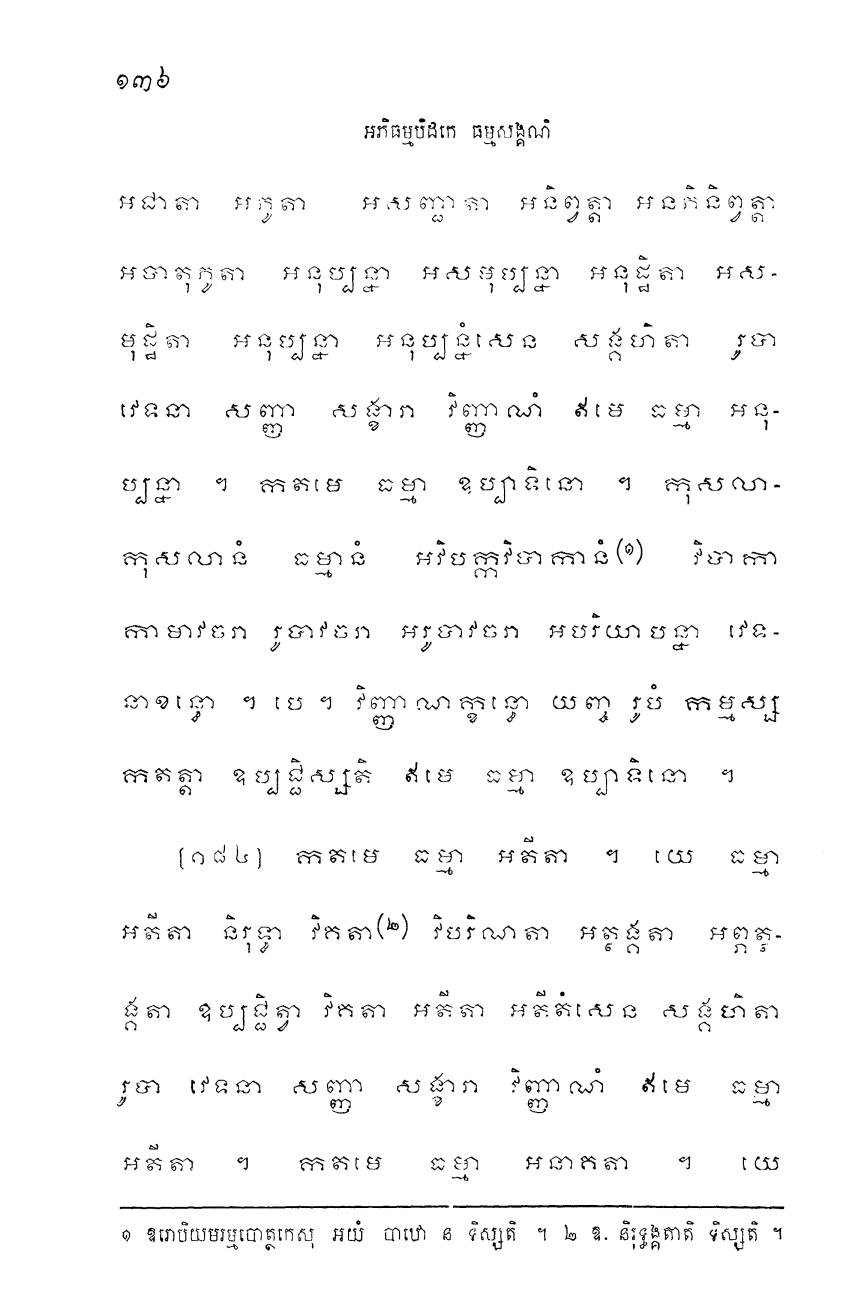 ១៣៦
អភិធម្មបិដកេ ធម្មសង្គណី
អជាតា អភូតា អសញ្ជាតា អនិព្វត្តា អនភិនិព្វត្តា
អបាតុភូតា អនុប្បន្នា អសមុប្បន្នា អនុដ្ឋិតា អស-
មុដ្ឋិតា អនុប្បន្នា អនុប្បន្នំសេន សង្គហិតា រូបា
វេទនា សញ្ញា សង្ខារា វិញ្ញាណំ ឥមេ ធម្មា អនុ-
ប្បន្នា ។ កតមេ ធម្មា ឧប្បាទិនោ ។ កុសលា-
កុសលានំ ធម្មានំ អវិបក្កវិបាកានំ(១) វិបាកា
កាមាវចរា រូបាវចរា អរូបាវចរា អបរិយាបន្នា វេទ-
នាខន្ធោ ។ បេ ។ វិញ្ញាណក្ខន្ធោ យញ្ច រូបំ កម្មស្ស
កតត្តា ឧប្បជ្ជិស្សតិ ឥមេ ធម្មា ឧប្បាទិនោ ។
[១៨៤] កតមេ ធម្មា អតីតា ។ យេ ធម្មា
អតីតា និរុទ្ធា វិគតា(២) វិបរិណតា អត្ថង្គតា អព្ភត្ថ-
ង្គតា ឧប្បជ្ជិត្វា វិគតា អតីតា អតីតំសេន សង្គហិតា
រូបា វេទនា សញ្ញា សង្ខារា វិញ្ញាណំ ឥមេ ធម្មា
អតីតា ។ កតមេ ធម្មា អនាគតា ។ យេ
១ ឱរោបិយមរម្មបោត្ថកេសុ អយំ បាឋោ ន ទិស្សតិ ។ ២ ឱ. និរុទ្ធង្គតាតិ ទិស្សតិ ។